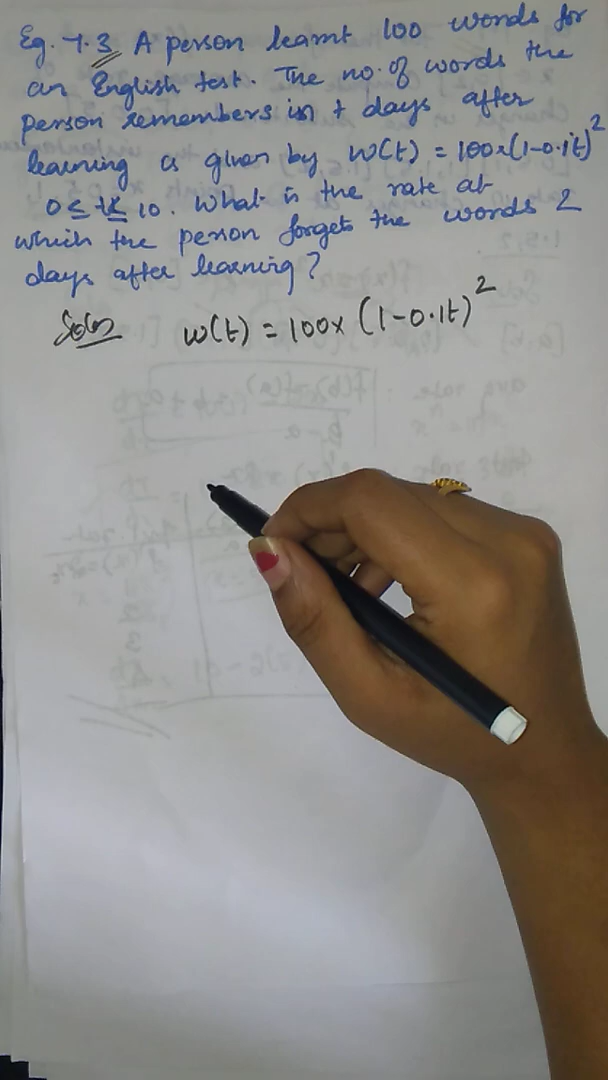 Eg. 7.3 A person learnt 100 words for
an English test. The no. of words the
person remembers in t days after
learning is given by W(t) = 100x(1-0.1t)²
0 ≤ t ≤ 10. What is the rate at
which the person forgets the words 2
days after learning?
Soln W(t) = 100x (1-0.1t)²